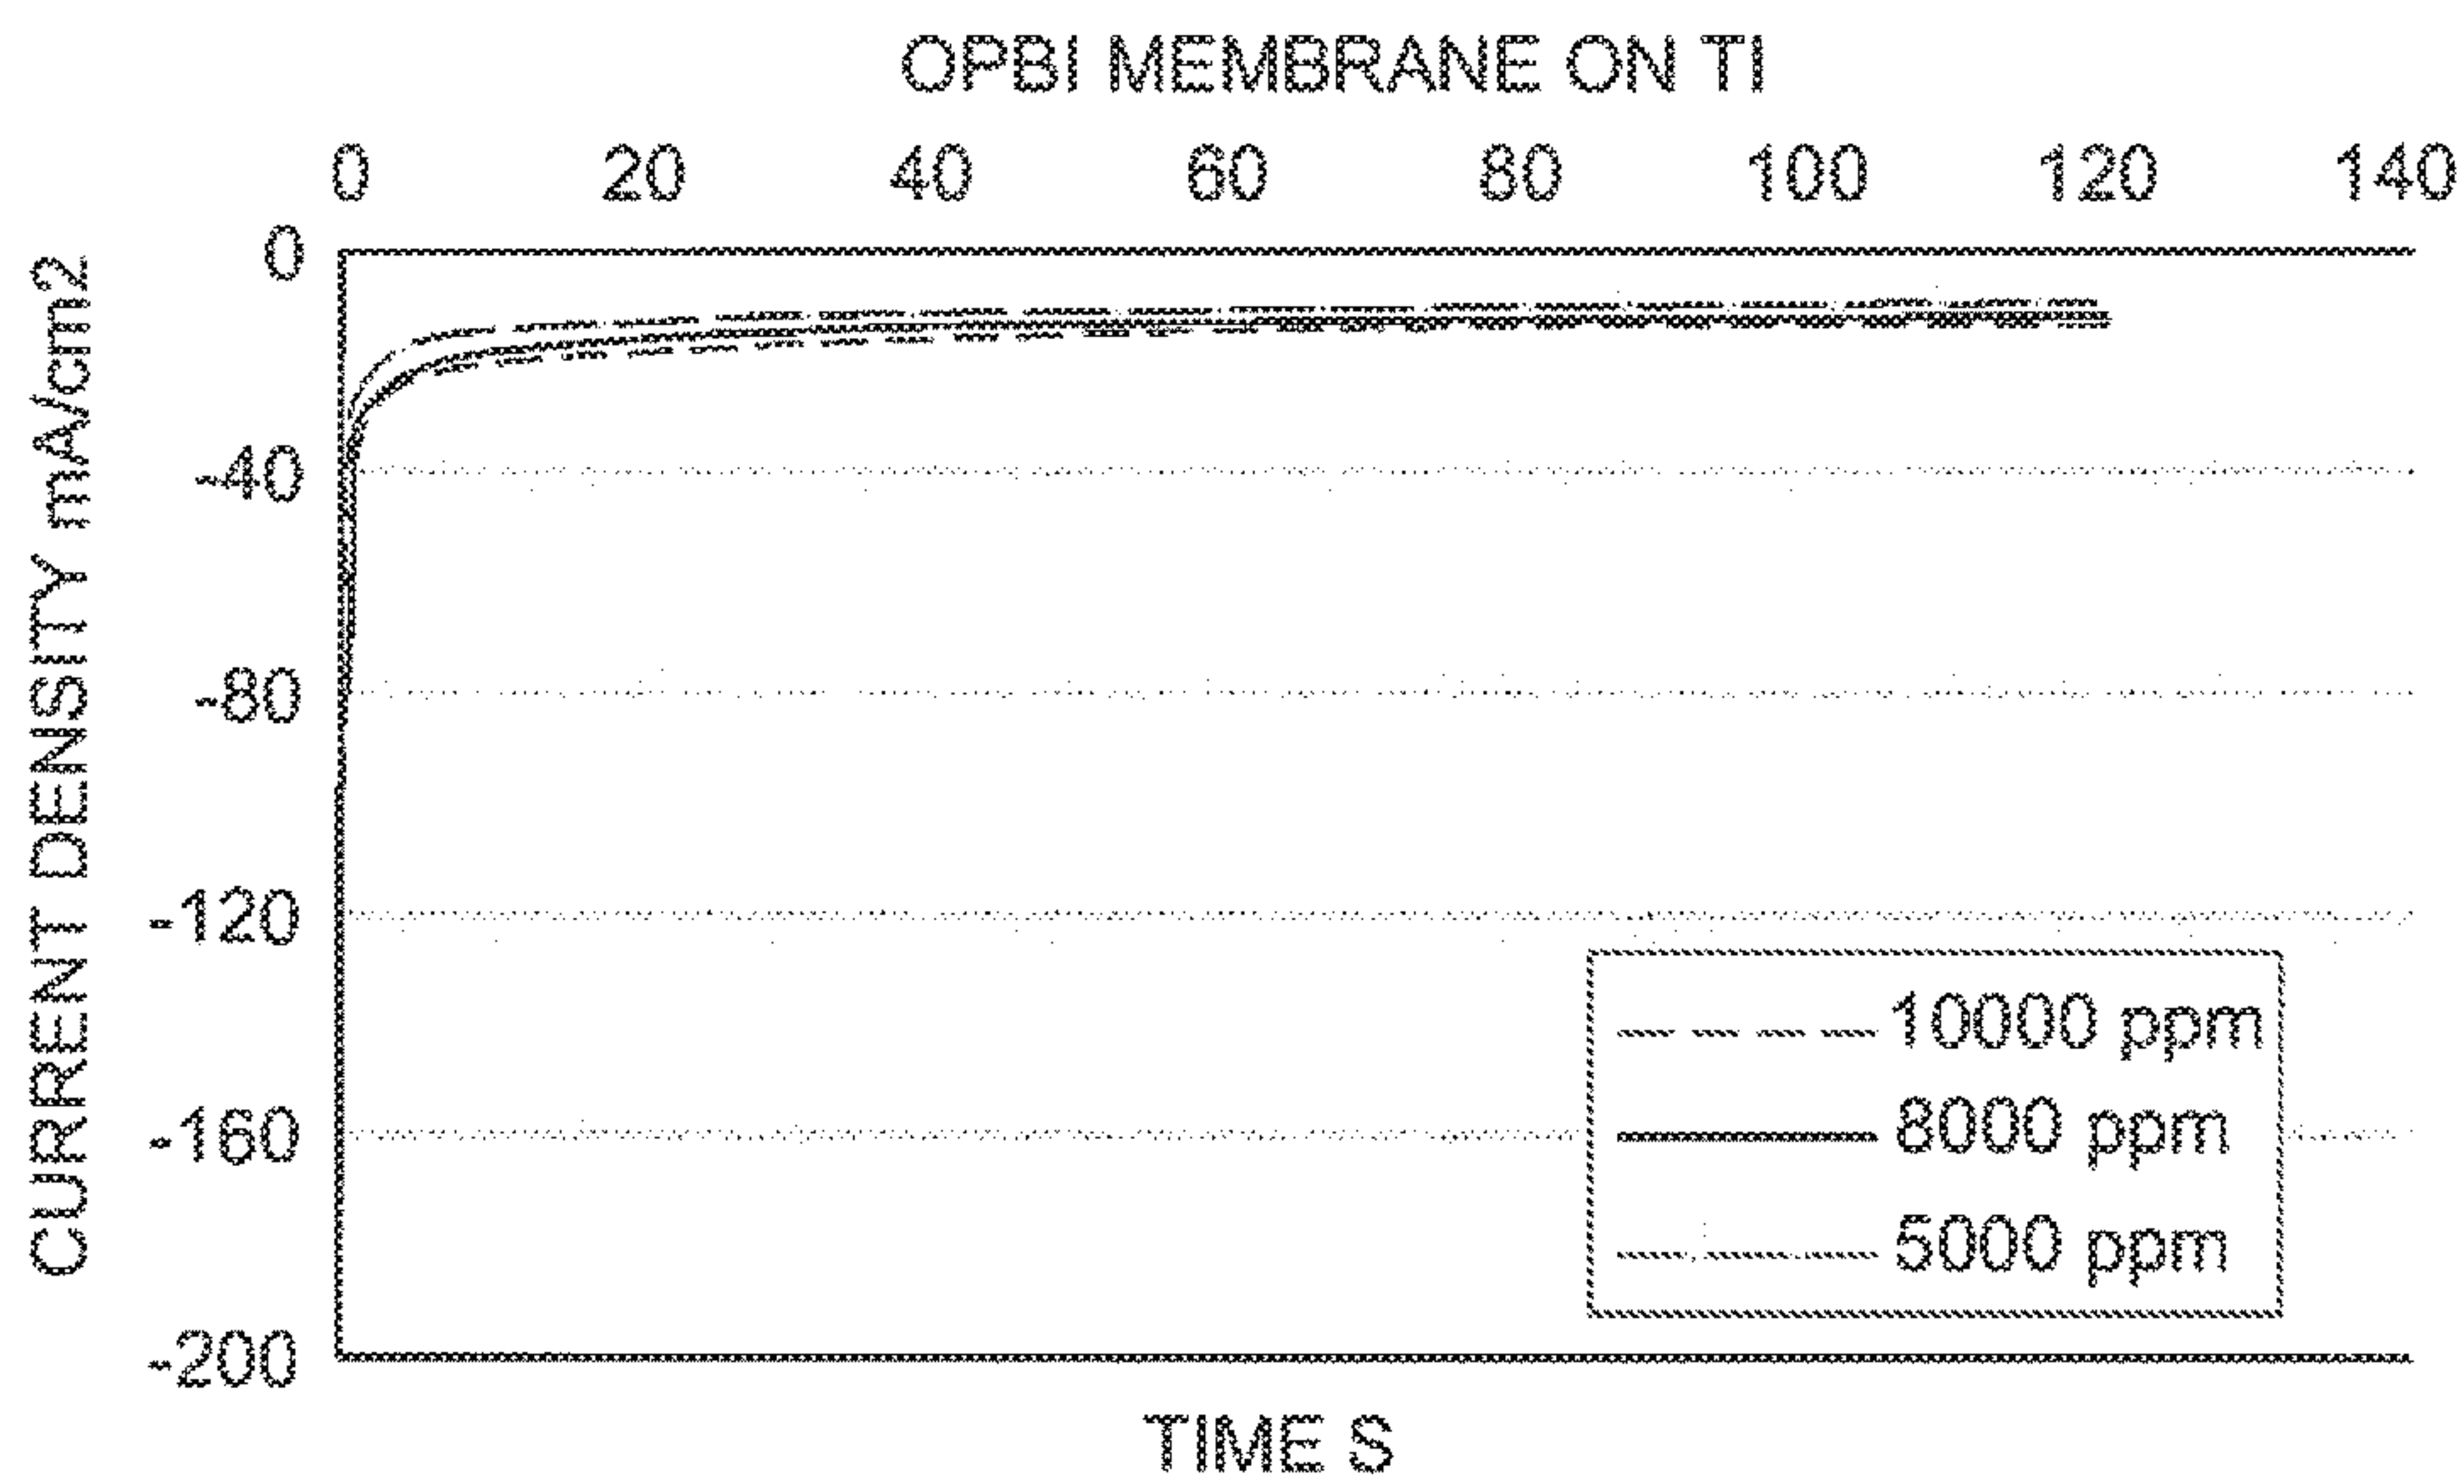 OPBI MEMBRANE ON TI
0 20 40 60 80 100 120 140
CURRENT DENSITY mA/cm2
0
-40
-80
-120
-160
-200
10000 ppm
8000 ppm
5000 ppm
TIME S